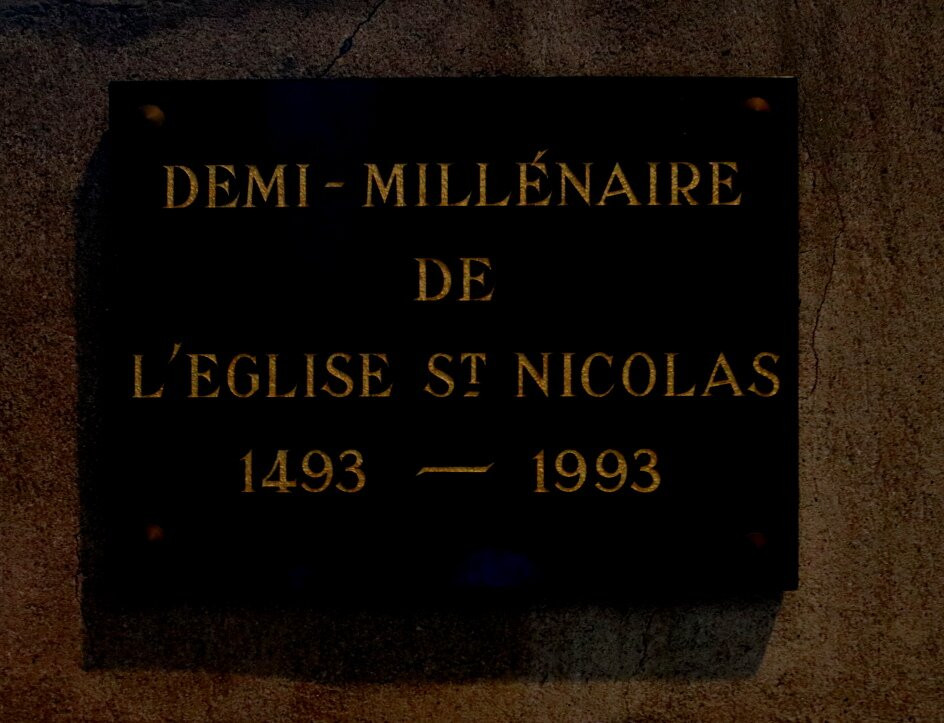 DEMI - MILLÉNAIRE
DE
L'EGLISE ST NICOLAS
1493 — 1993